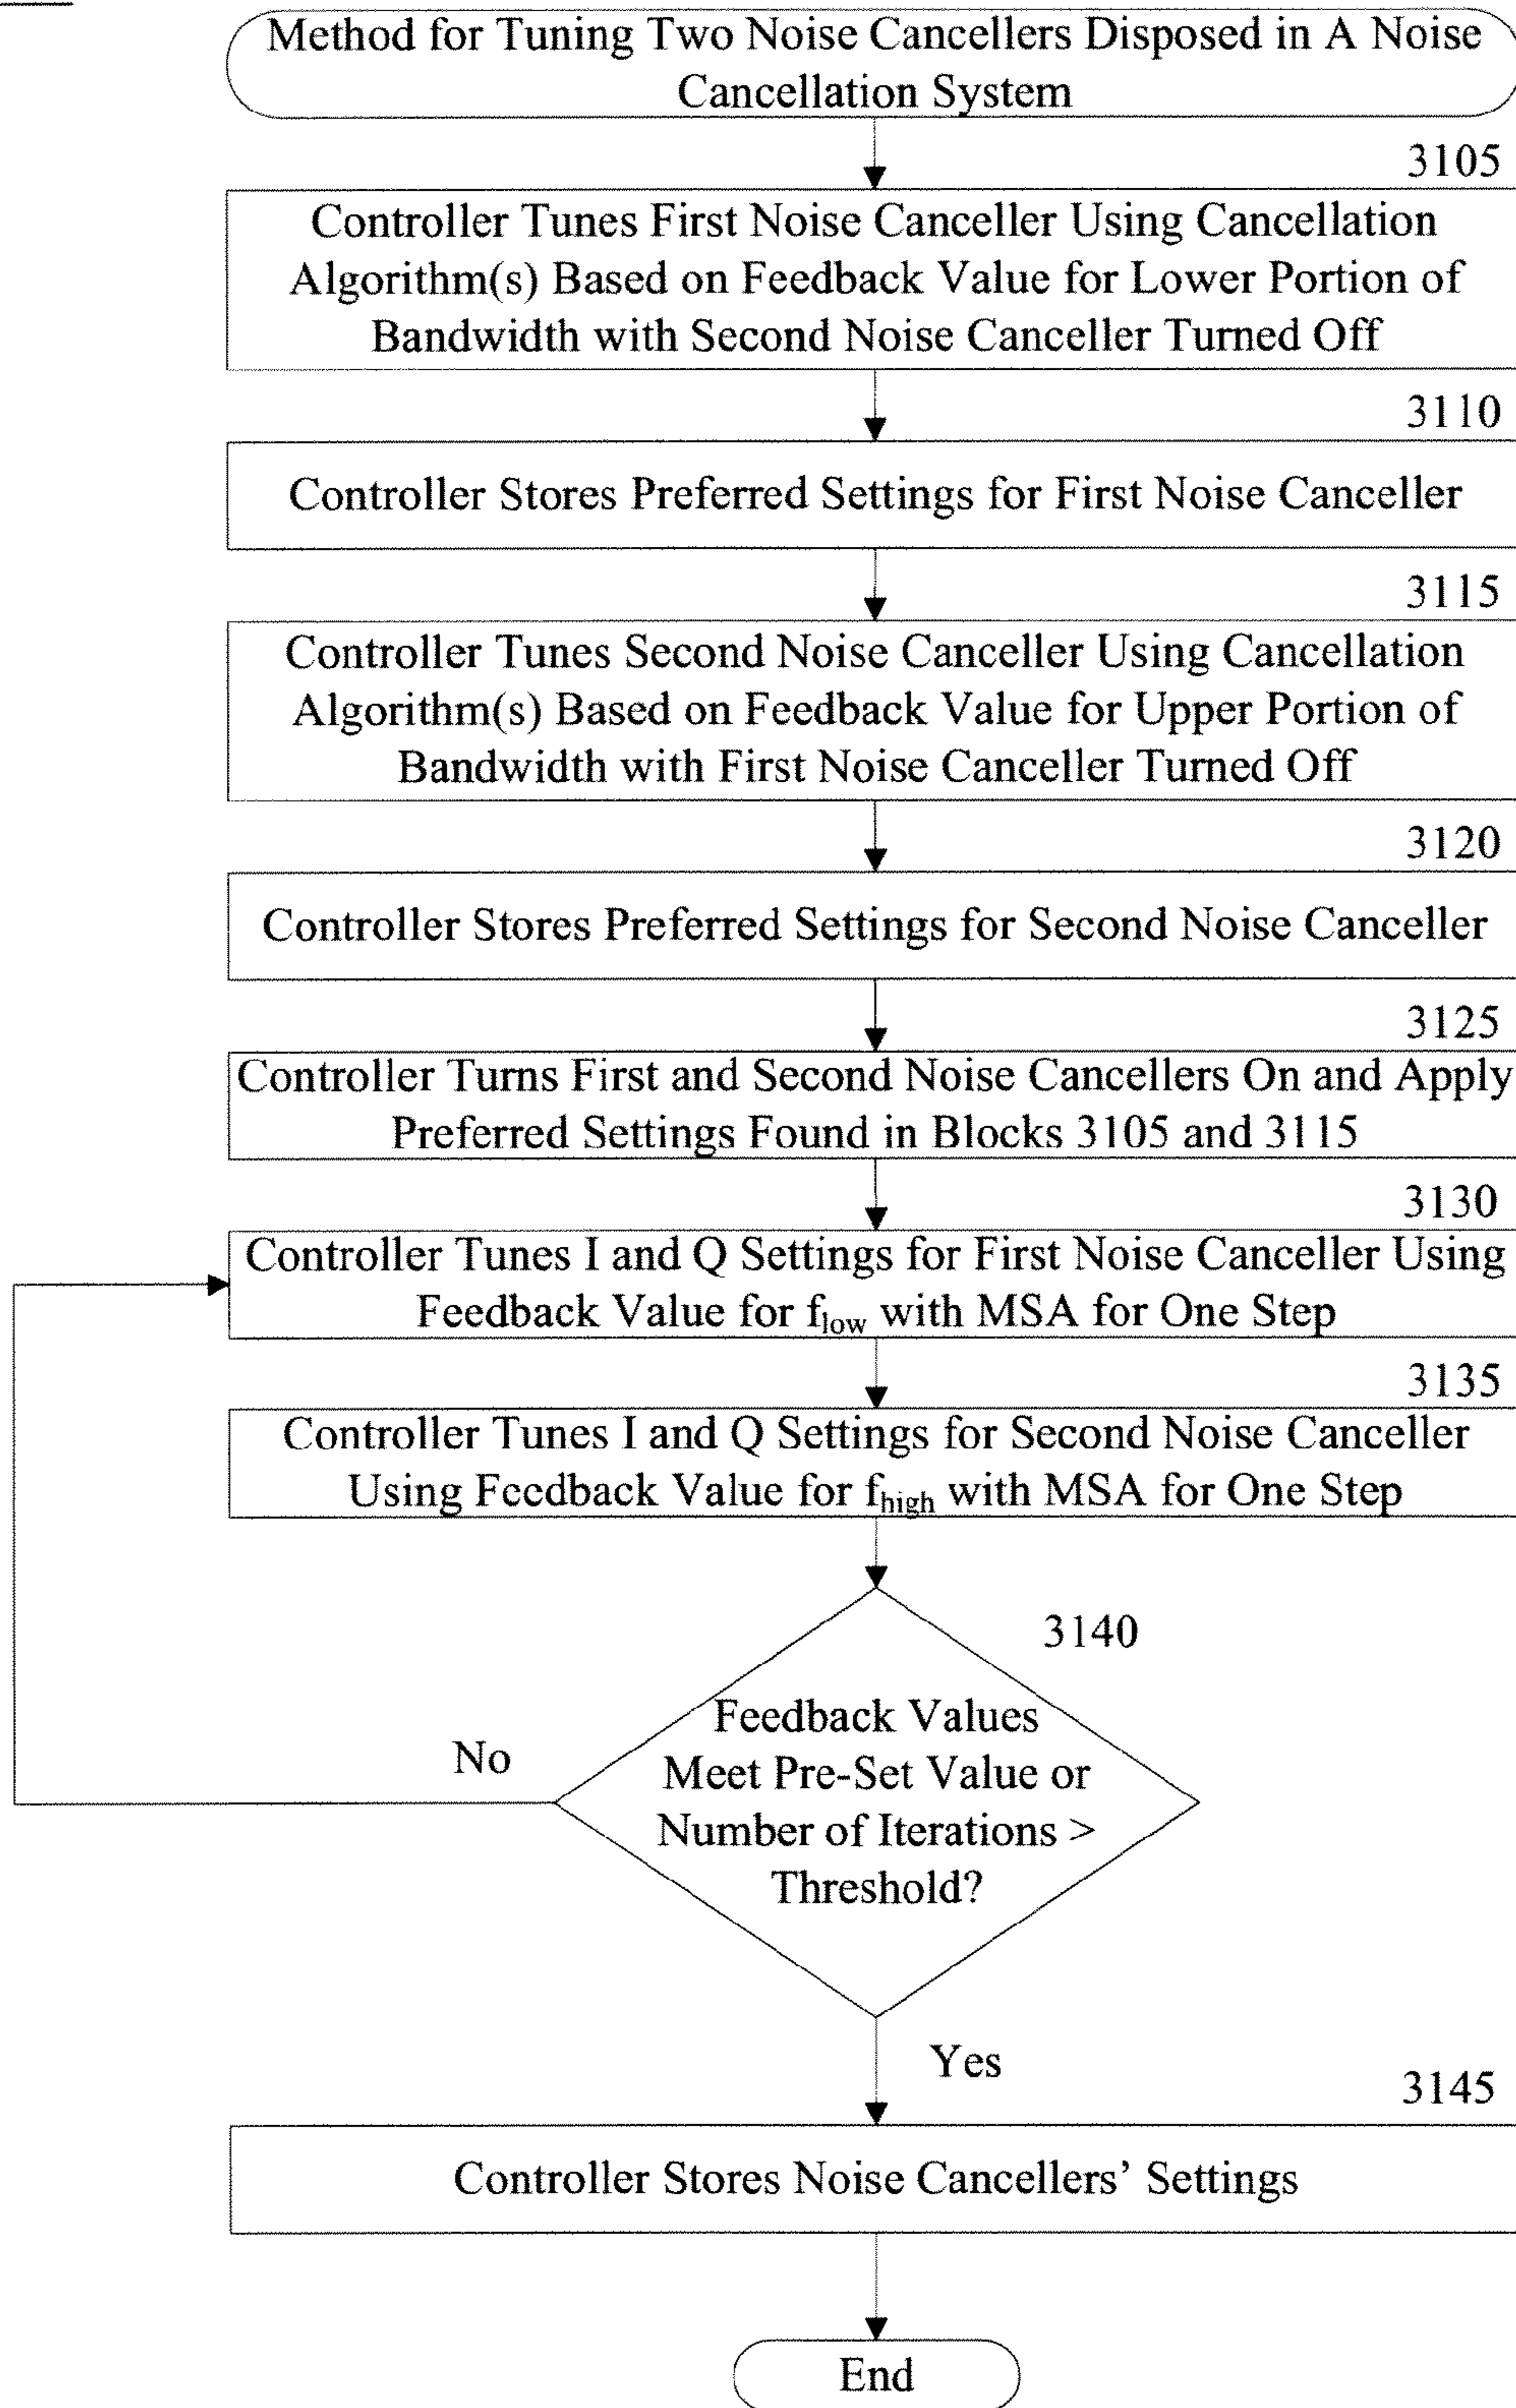 Method for Tuning Two Noise Cancellers Disposed in A Noise
Cancellation System
3105
Controller Tunes First Noise Canceller Using Cancellation
Algorithm(s) Based on Feedback Value for Lower Portion of
Bandwidth with Second Noise Canceller Turned Off
3110
Controller Stores Preferred Settings for First Noise Canceller
3115
Controller Tunes Second Noise Canceller Using Cancellation
Algorithm(s) Based on Feedback Value for Upper Portion of
Bandwidth with First Noise Canceller Turned Off
3120
Controller Stores Preferred Settings for Second Noise Canceller
3125
Controller Turns First and Second Noise Cancellers On and Apply
Preferred Settings Found in Blocks 3105 and 3115
3130
Controller Tunes I and Q Settings for First Noise Canceller Using
Feedback Value for flow with MSA for One Step
3135
Controller Tunes I and Q Settings for Second Noise Canceller
Using Feedback Value for fhigh with MSA for One Step
3140
Feedback Values
Meet Pre-Set Value or
Number of Iterations >
Threshold?
No
Yes
3145
Controller Stores Noise Cancellers’ Settings
End